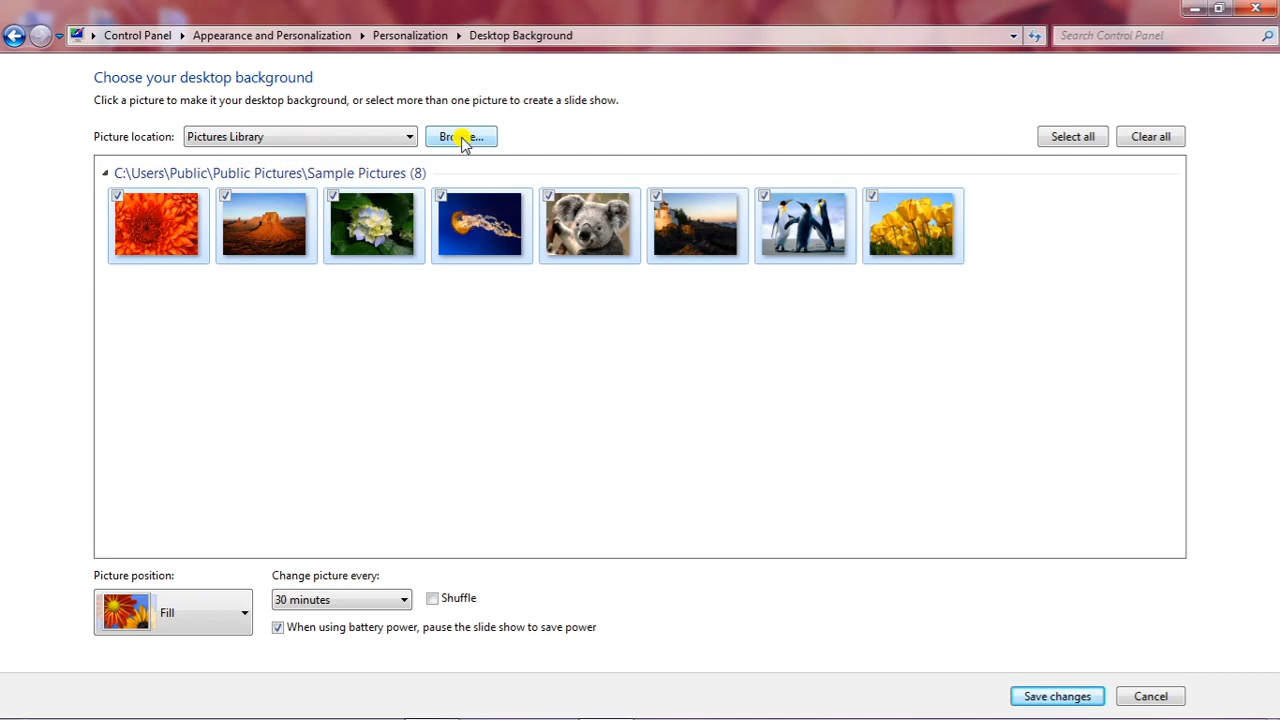 Control Panel Appearance and Personalization Personalization Desktop Background Search Control Panel
Choose your desktop background
Click a picture to make it your desktop background, or select more than one picture to create a slide show.
Picture location: Pictures Library Browse... Select all Clear all
C:\Users\Public\Public Pictures\Sample Pictures (8)
Picture position: Change picture every:
Fill 30 minutes Shuffle
When using battery power, pause the slide show to save power
Save changes Cancel